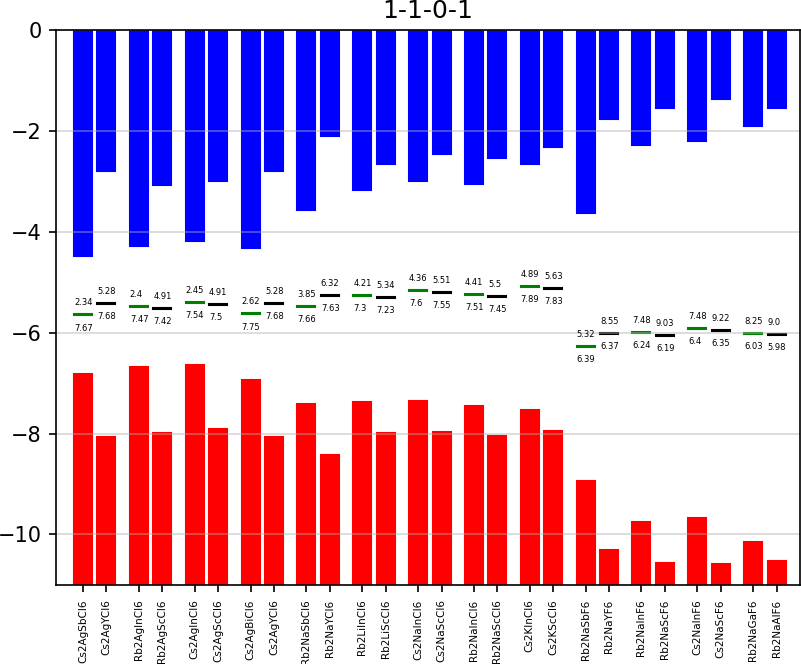 1-1-0-1
0
−2
−4
−6
−8
−10
2.34 5.28 2.4 4.91 2.45 4.91 2.62 5.28 3.85 6.32 4.21 5.34 4.36 5.51 4.41 5.5 4.89 5.63 5.32 8.55 7.48 9.03 7.48 9.22 8.25 9.0
7.67 7.68 7.47 7.42 7.54 7.5 7.75 7.68 7.66 7.63 7.3 7.23 7.6 7.55 7.51 7.45 7.89 7.83 6.39 6.37 6.24 6.19 6.4 6.35 6.03 5.98
Cs2AgSbCl6
Cs2AgYCl6
Rb2AgInCl6
Rb2AgScCl6
Cs2AgInCl6
Cs2AgScCl6
Cs2AgBiCl6
Cs2AgYCl6
Rb2NaSbCl6
Rb2NaYCl6
Rb2LiInCl6
Rb2LiScCl6
Cs2NaInCl6
Cs2NaScCl6
Rb2NaInCl6
Rb2NaScCl6
Cs2KInCl6
Cs2KScCl6
Rb2NaSbF6
Rb2NaYF6
Rb2NaInF6
Rb2NaScF6
Cs2NaInF6
Cs2NaScF6
Rb2NaGaF6
Rb2NaAlF6